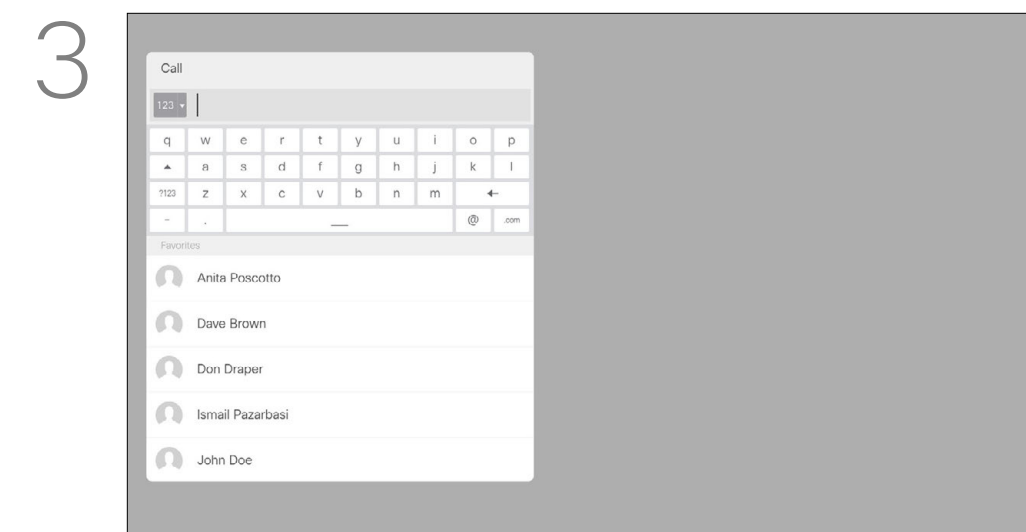 3
Call
123
q w e r t y u i o p
a s d f g h j k l
?123 z x c v b n m
- . @ .com
Favorites
Anita Poscotto
Dave Brown
Don Draper
Ismail Pazarbasi
John Doe